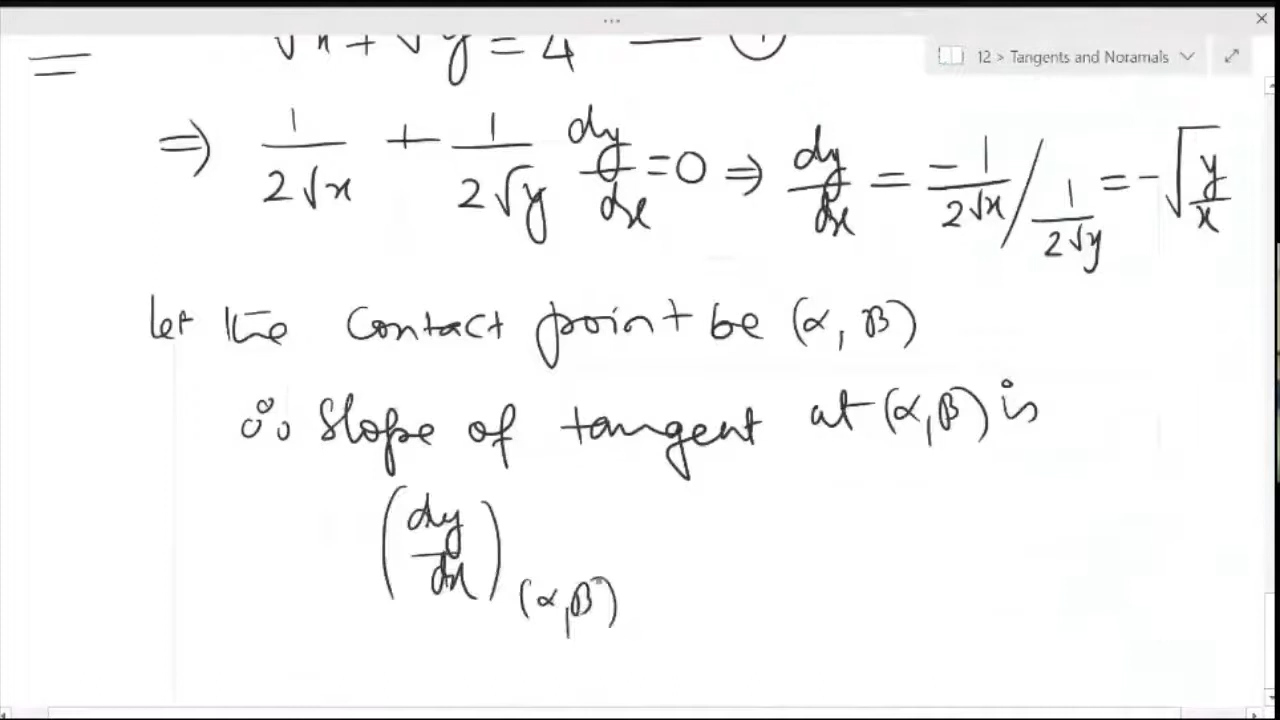 ...
12 > Tangents and Noramals
= √x + √y = 4 — ①
⇒ 1/2√x + 1/2√y dy/dx = 0 ⇒ dy/dx = -1/2√x / 1/2√y = -√y/x
let the contact point be (α, β)
∴ Slope of tangent at (α, β) is
(dy/dx)(α, β)